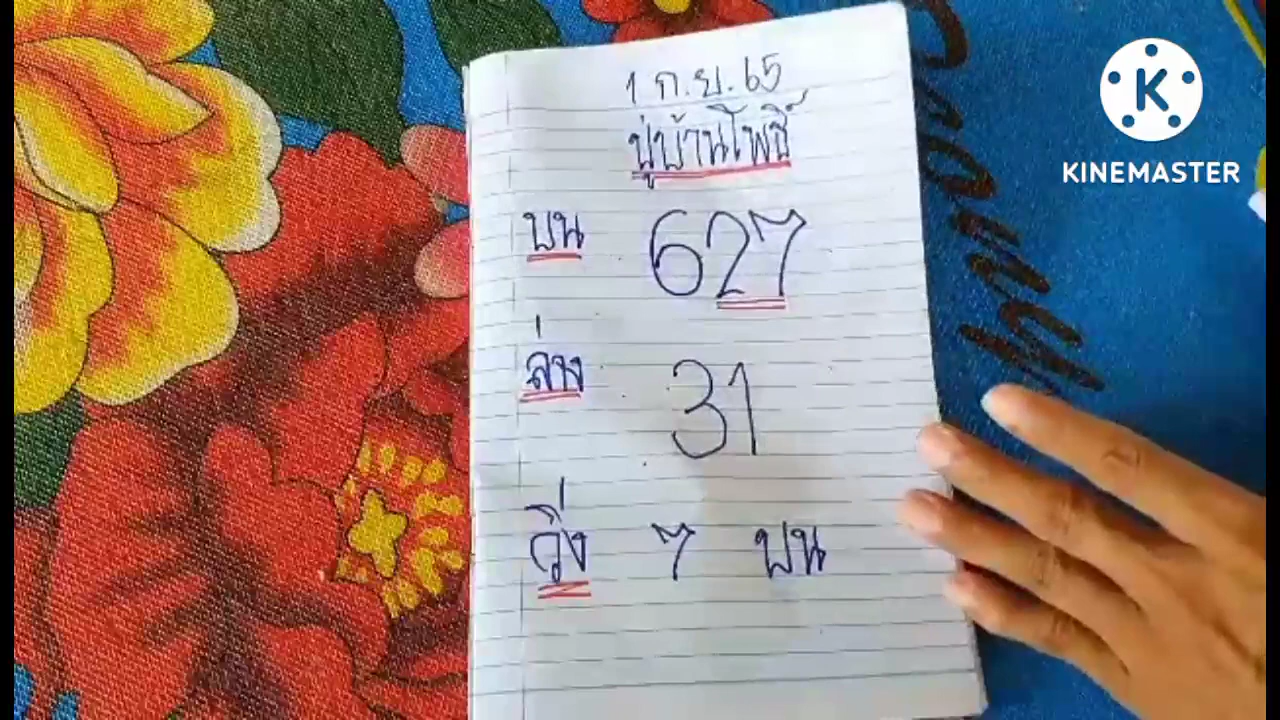 1 ก.ย. 65
ปู่บ้านโพธิ์
บน 627
ล่าง 31
วิ่ง 7 บน
K
KINEMASTER